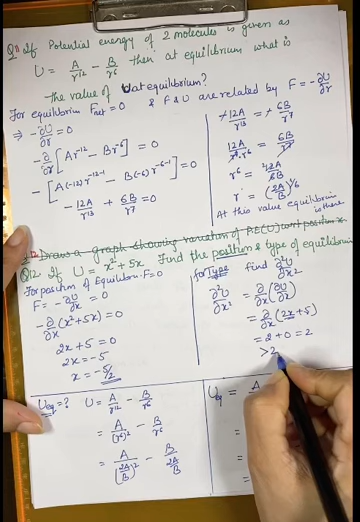 Q11 If Potential energy of 2 molecules is given as
U = A/r¹² - B/r⁶ then at equilibrium what is
the value of U at equilibrium?
For equilibrium Fnet = 0 & F & U are related by F = -∂U/∂r
⇒ -∂U/∂r = 0
-∂/∂r [Ar⁻¹² - Br⁻⁶] = 0
-[A(-12)r⁻¹²⁻¹ - B(-6)r⁻⁶⁻¹] = 0
-12A/r¹³ + 6B/r⁷ = 0
+12A/r¹³ = + 6B/r⁷
12A/r⁷.r⁶ = 6B/r⁷
r⁶ = 12A/6B
r = (2A/B)^1/6
At this value equilibrium
is there
Draw a graph showing variation of P.E(U) wrt position x
Q12 If U = x² + 5x Find the position & type of equilibrium
For position of Equilibrium F=0
F = -∂U/∂x = 0
-∂/∂x (x²+5x) = 0
2x + 5 = 0
2x = -5
x = -5/2
for Type find ∂²U/∂x²
∂²U/∂x² = ∂/∂x (∂U/∂x)
= ∂/∂x (2x+5)
= 2+0 = 2
>2
Ueq = ? U = A/r¹² - B/r⁶
= A/(r⁶)² - B/r⁶
= A/(2A/B)² - B/(2A/B)
Ueq = A
=
=
=